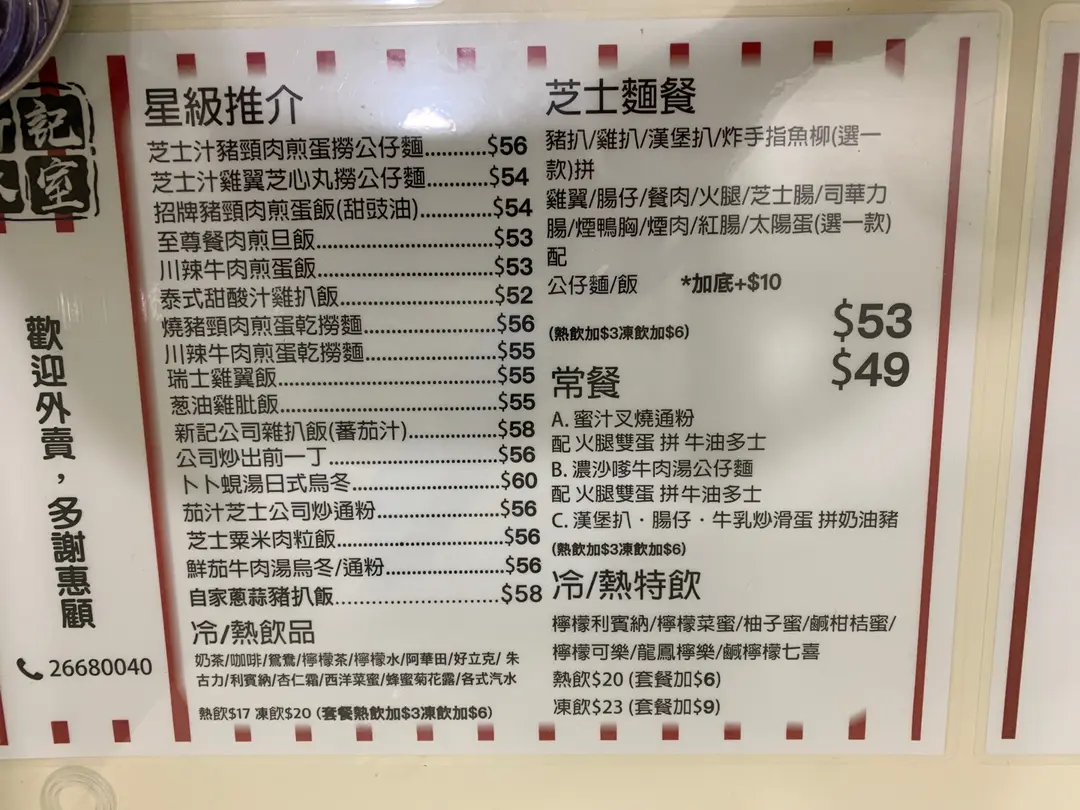 記
室
歡迎外賣，多謝惠顧
26680040
星級推介
芝士汁豬頸肉煎蛋撈公仔麵...........$56
芝士汁雞翼芝心丸撈公仔麵...........$54
招牌豬頸肉煎蛋飯(甜豉油)...........$54
至尊餐肉煎旦飯...........$53
川辣牛肉煎蛋飯...........$53
泰式甜酸汁雞扒飯...........$52
燒豬頸肉煎蛋乾撈麵...........$56
川辣牛肉煎蛋乾撈麵...........$55
瑞士雞翼飯...........$55
葱油雞肶飯...........$55
新記公司雜扒飯(蕃茄汁)...........$58
公司炒出前一丁...........$56
卜卜蜆湯日式烏冬...........$60
茄汁芝士公司炒通粉...........$56
芝士粟米肉粒飯...........$56
鮮茄牛肉湯烏冬/通粉...........$56
自家蔥蒜豬扒飯...........$58
冷/熱飲品
奶茶/咖啡/鴛鴦/檸檬茶/檸檬水/阿華田/好立克/ 朱
古力/利賓納/杏仁霜/西洋菜蜜/蜂蜜菊花露/各式汽水
熱飲$17 凍飲$20 (套餐熱飲加$3凍飲加$6)
芝士麵餐
豬扒/雞扒/漢堡扒/炸手指魚柳(選一
款)拼
雞翼/腸仔/餐肉/火腿/芝士腸/司華力
腸/煙鴨胸/煙肉/紅腸/太陽蛋(選一款)
配
公仔麵/飯 *加底+$10
$53
(熱飲加$3凍飲加$6)
常餐 $49
A. 蜜汁叉燒通粉
配 火腿雙蛋 拼 牛油多士
B. 濃沙嗲牛肉湯公仔麵
配 火腿雙蛋 拼 牛油多士
C. 漢堡扒．腸仔．牛乳炒滑蛋 拼奶油豬
(熱飲加$3凍飲加$6)
冷/熱特飲
檸檬利賓納/檸檬菜蜜/柚子蜜/鹹柑桔蜜/
檸檬可樂/龍鳳檸樂/鹹檸檬七喜
熱飲$20 (套餐加$6)
凍飲$23 (套餐加$9)